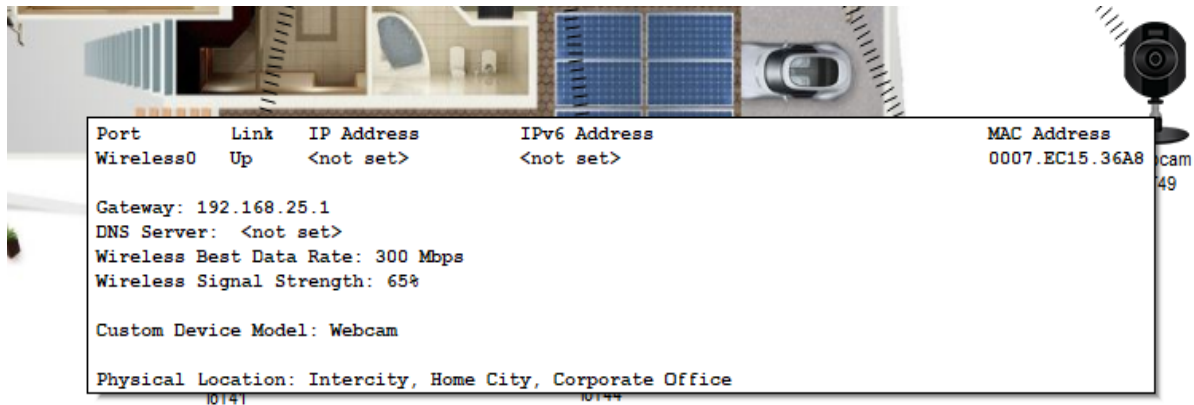 Port Link IP Address IPv6 Address MAC Address
Wireless0 Up <not set> <not set> 0007.EC15.36A8
Gateway: 192.168.25.1
DNS Server: <not set>
Wireless Best Data Rate: 300 Mbps
Wireless Signal Strength: 65%
Custom Device Model: Webcam
Physical Location: Intercity, Home City, Corporate Office